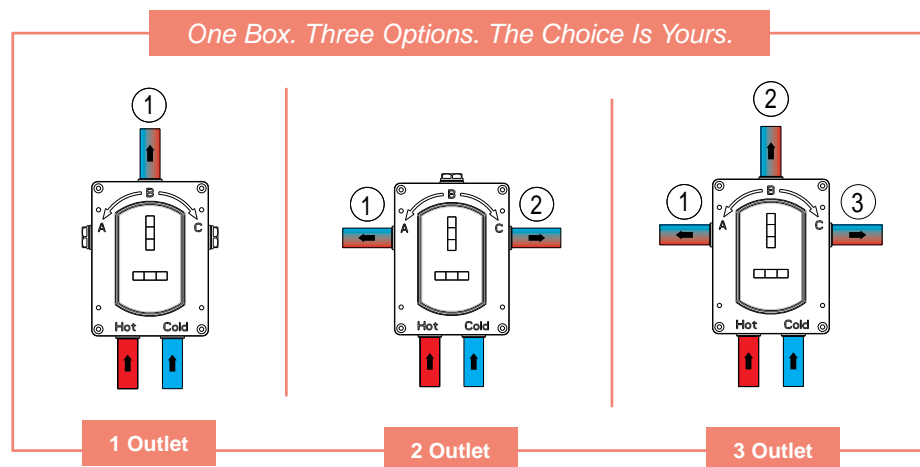 One Box. Three Options. The Choice Is Yours.
1
B
A C
Hot Cold
1 Outlet
1 2
B
A C
Hot Cold
2 Outlet
2
1 3
B
A C
Hot Cold
3 Outlet